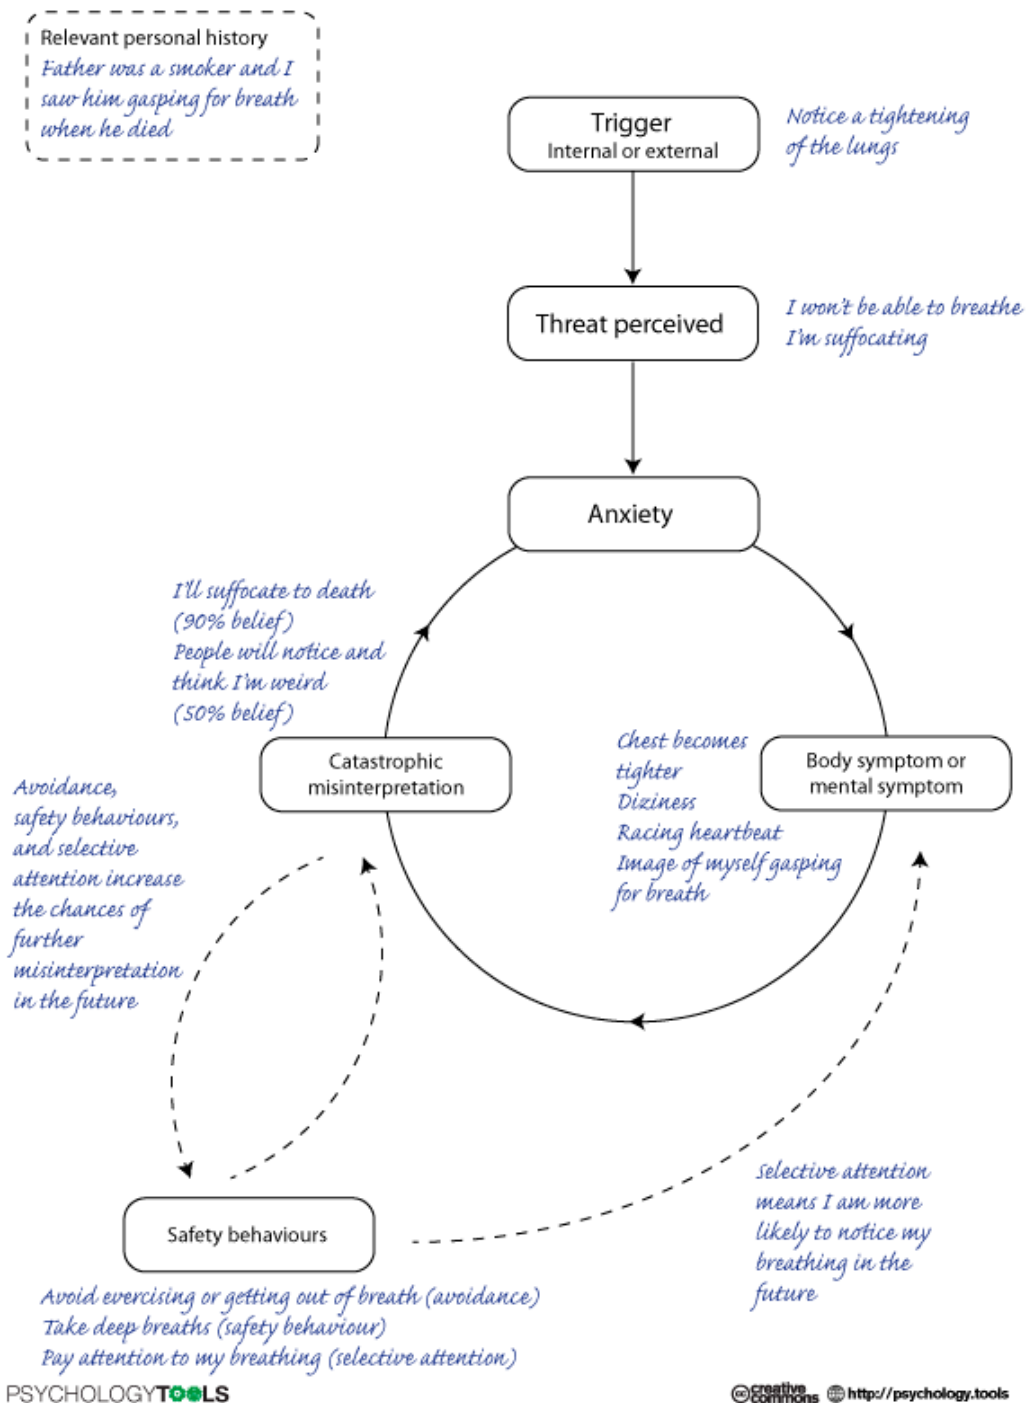 Relevant personal history
Father was a smoker and I
saw him gasping for breath
when he died
Trigger
Internal or external
Notice a tightening
of the lungs
Threat perceived
I won't be able to breathe
I'm suffocating
Anxiety
I'll suffocate to death
(90% belief)
People will notice and
think I'm weird
(50% belief)
Catastrophic
misinterpretation
Chest becomes
tighter
Diziness
Racing heartbeat
Image of myself gasping
for breath
Body symptom or
mental symptom
Avoidance,
safety behaviours,
and selective
attention increase
the chances of
further
misinterpretation
in the future
Selective attention
means I am more
likely to notice my
breathing in the
future
Safety behaviours
Avoid exercising or getting out of breath (avoidance)
Take deep breaths (safety behaviour)
Pay attention to my breathing (selective attention)
PSYCHOLOGYTOOLS
cc creative commons http://psychology.tools